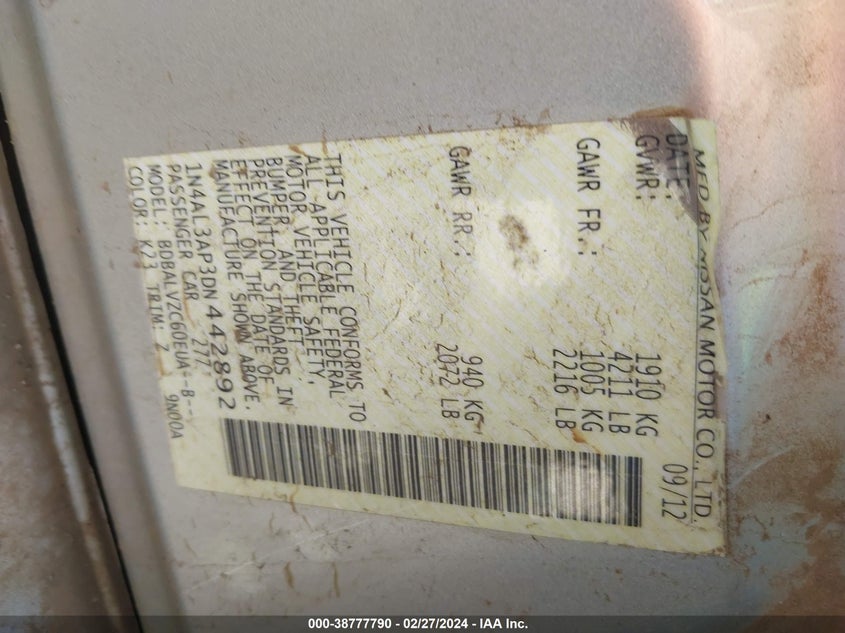 MFD BY NISSAN MOTOR CO., LTD.
DATE: 09/12
GVWR: 1910 KG
4211 LB
GAWR FR.: 1005 KG
2216 LB
GAWR RR.: 940 KG
2072 LB
THIS VEHICLE CONFORMS TO
ALL APPLICABLE FEDERAL
MOTOR VEHICLE SAFETY,
BUMPER, AND THEFT
PREVENTION STANDARDS IN
EFFECT ON THE DATE OF
MANUFACTURE SHOWN ABOVE.
1N4AL3AP3DN442892
PASSENGER CAR 277
MODEL: BDBALVZC60EUA--B--
COLOR: K23 TRIM: Z 9N00A
000-38777790 - 02/27/2024 - IAA Inc.